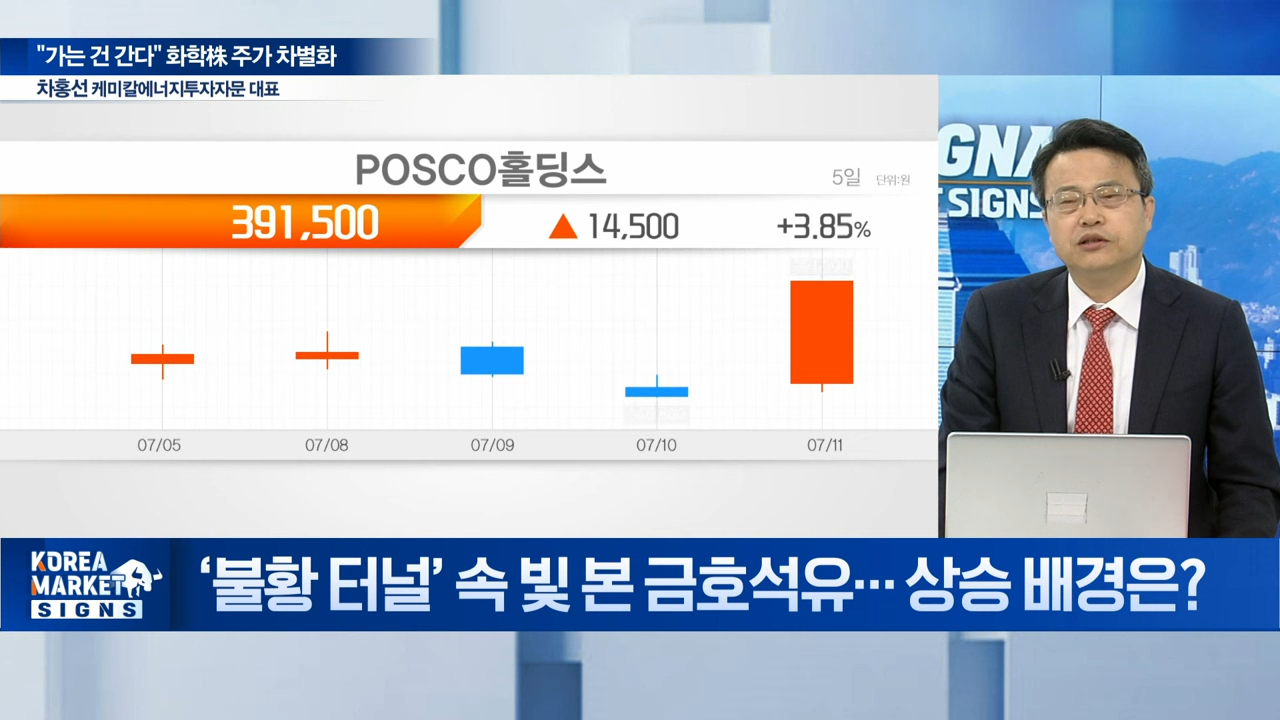 "가는 건 간다" 화학株 주가 차별화
차홍선 케미칼에너지투자자문 대표
POSCO홀딩스
5일 단위:원
391,500 ▲ 14,500 +3.85%
07/05 07/08 07/09 07/10 07/11
SIGNS
KOREA
MARKET
SIGNS
‘불황 터널’ 속 빛 본 금호석유… 상승 배경은?